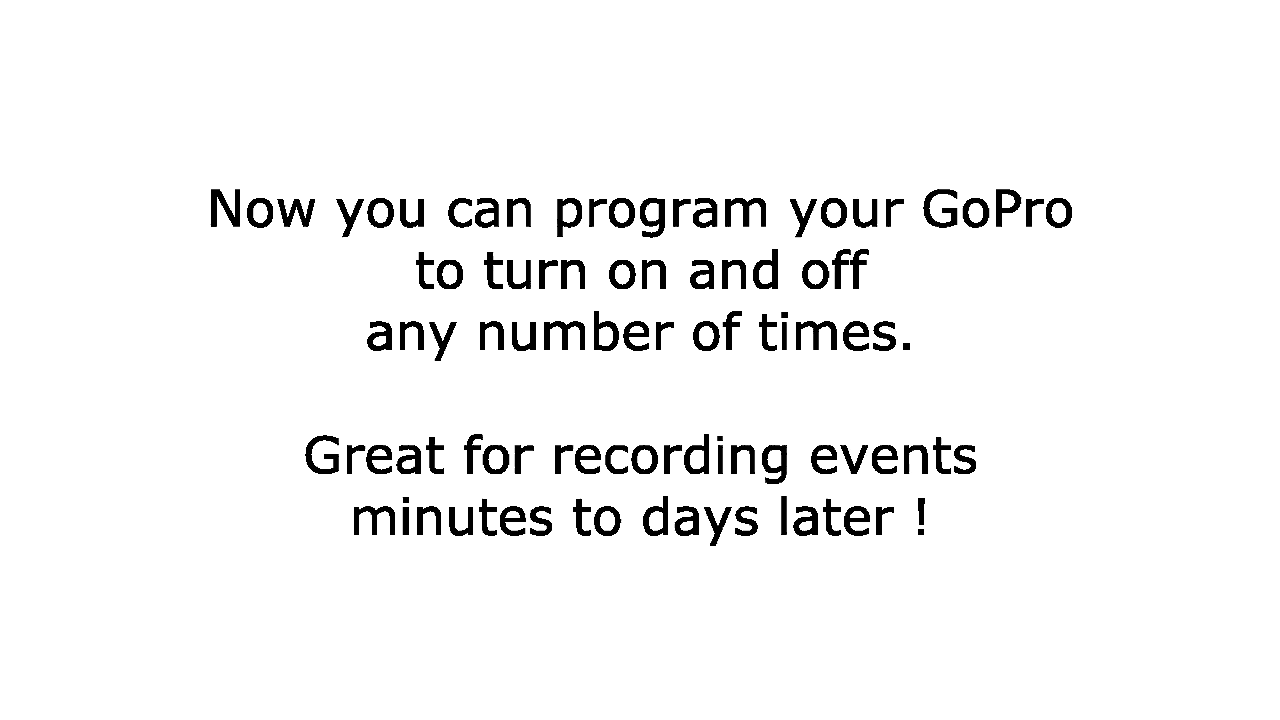 Now you can program your GoPro
to turn on and off
any number of times.
Great for recording events
minutes to days later !